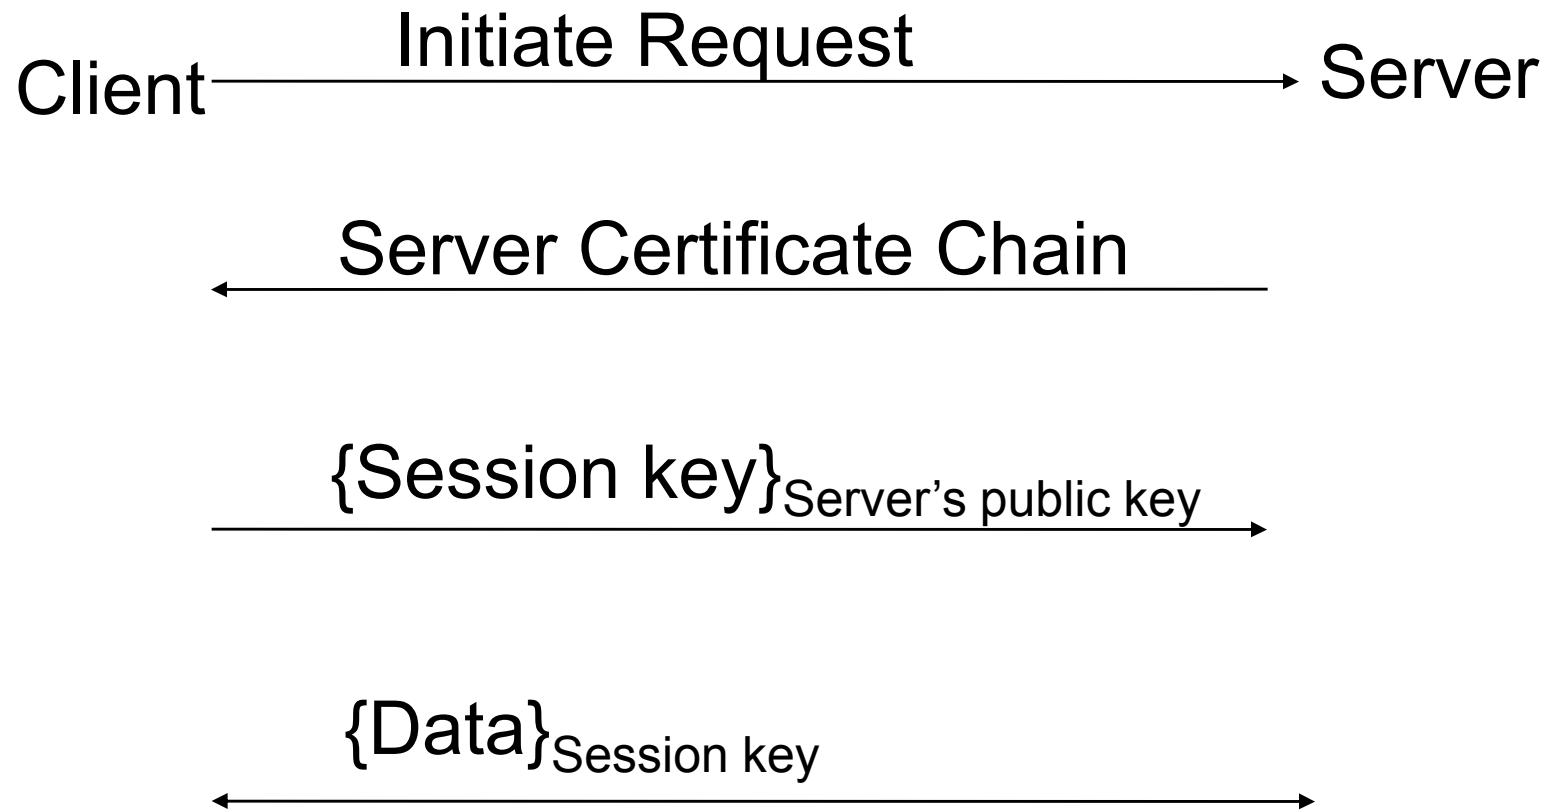 Initiate Request
Client
Server
Server Certificate Chain
{Session key}Server’s public key
{Data}Session key